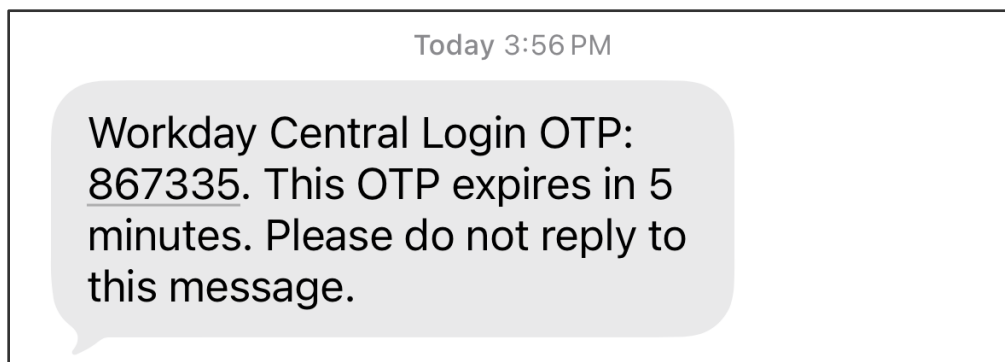 Today 3:56 PM
Workday Central Login OTP:
867335. This OTP expires in 5
minutes. Please do not reply to
this message.